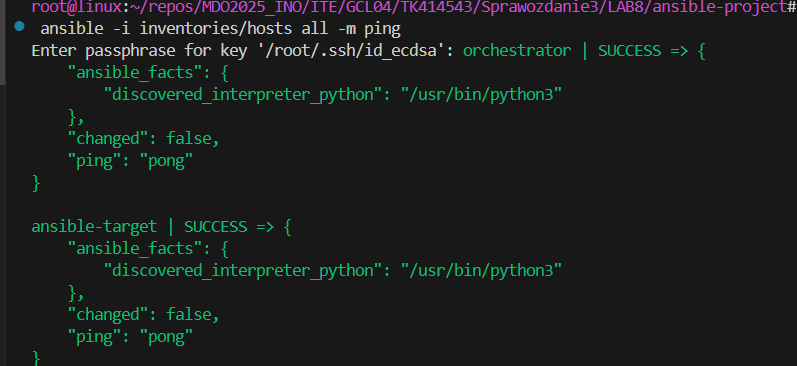 root@linux:~/repos/MDO2025_INO/ITE/GCL04/TK414543/Sprawozdanie3/LAB8/ansible-project#
ansible -i inventories/hosts all -m ping
Enter passphrase for key '/root/.ssh/id_ecdsa': orchestrator | SUCCESS => {
    "ansible_facts": {
        "discovered_interpreter_python": "/usr/bin/python3"
    },
    "changed": false,
    "ping": "pong"
}
ansible-target | SUCCESS => {
    "ansible_facts": {
        "discovered_interpreter_python": "/usr/bin/python3"
    },
    "changed": false,
    "ping": "pong"
}